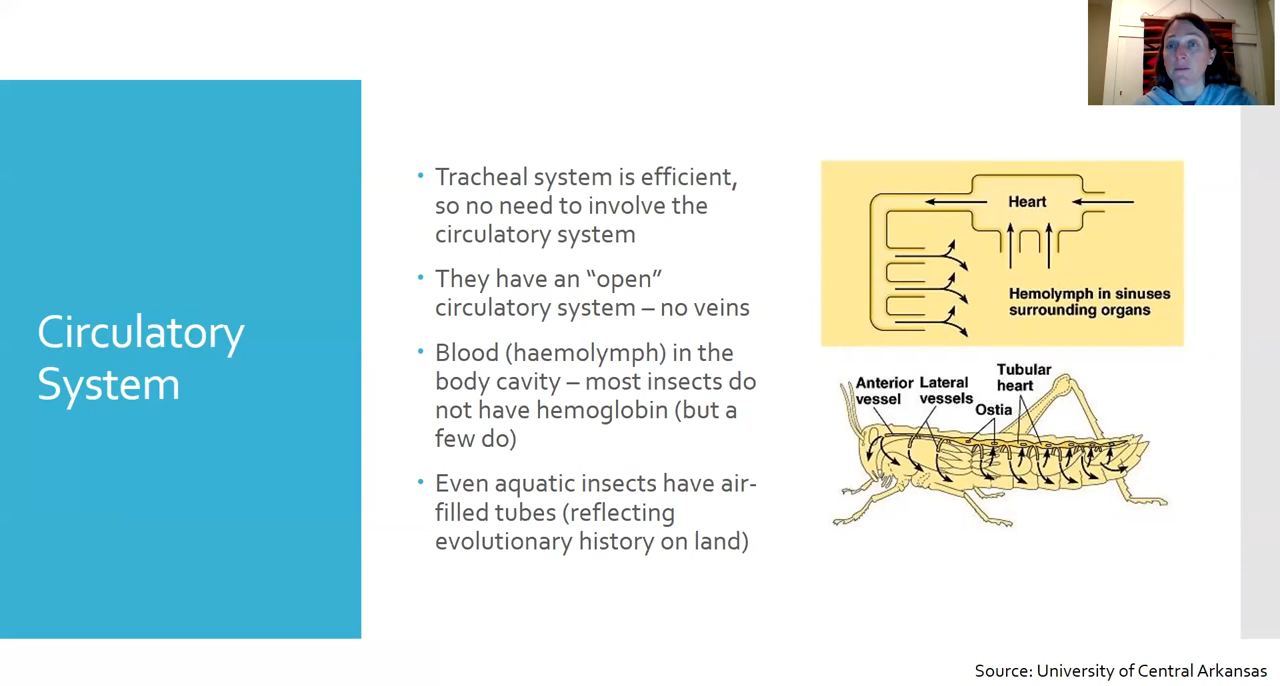 Circulatory
System
• Tracheal system is efficient,
so no need to involve the
circulatory system
• They have an “open”
circulatory system – no veins
• Blood (haemolymph) in the
body cavity – most insects do
not have hemoglobin (but a
few do)
• Even aquatic insects have air-
filled tubes (reflecting
evolutionary history on land)
Heart
Hemolymph in sinuses
surrounding organs
Anterior
vessel
Lateral
vessels
Ostia
Tubular
heart
Source: University of Central Arkansas